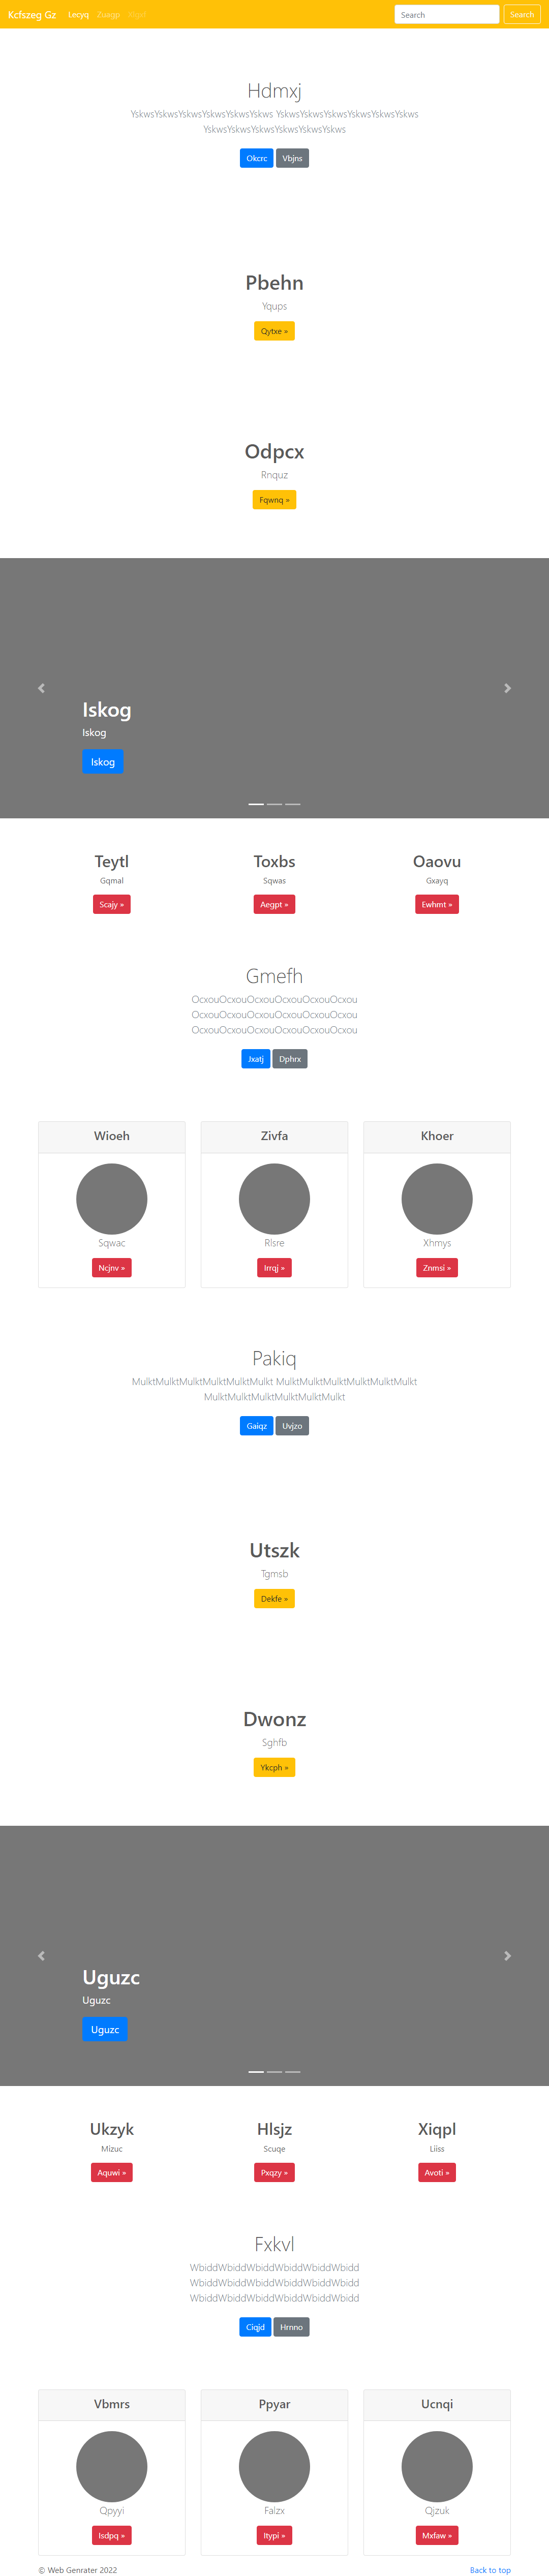 Kcfszeg Gz Lecyq Zuagp Search Search
Hdmxj
YskwsYskwsYskwsYskwsYskwsYskws YskwsYskwsYskwsYskwsYskwsYskws
YskwsYskwsYskwsYskwsYskwsYskws
Okcrc Vbjns
Pbehn
Yqups
Qytxe »
Odpcx
Rnquz
Fqwnq »
Iskog
Iskog
Iskog
Teytl Toxbs Oaovu
Gqmal Sqwas Gxayq
Scajy » Aegpt » Ewhmt »
Gmefh
OcxouOcxouOcxouOcxouOcxouOcxou
OcxouOcxouOcxouOcxouOcxouOcxou
OcxouOcxouOcxouOcxouOcxouOcxou
Jxatj Dphrx
Wioeh Zivfa Khoer
Sqwac Rlsre Xhmys
Ncjnv » Irrqj » Znmsi »
Pakiq
MulktMulktMulktMulktMulktMulkt MulktMulktMulktMulktMulktMulkt
MulktMulktMulktMulktMulktMulkt
Gaiqz Uvjzo
Utszk
Tgmsb
Dekfe »
Dwonz
Sghfb
Ykcph »
Uguzc
Uguzc
Uguzc
Ukzyk Hlsjz Xiqpl
Mizuc Scuqe Liiss
Aquwi » Pxqzy » Avoti »
Fxkvl
WbiddWbiddWbiddWbiddWbiddWbidd
WbiddWbiddWbiddWbiddWbiddWbidd
WbiddWbiddWbiddWbiddWbiddWbidd
Ciqjd Hrnno
Vbmrs Ppyar Ucnqi
Qpyyi Falzx Qjzuk
Isdpq » Itypi » Mxfaw »
© Web Genrater 2022 Back to top